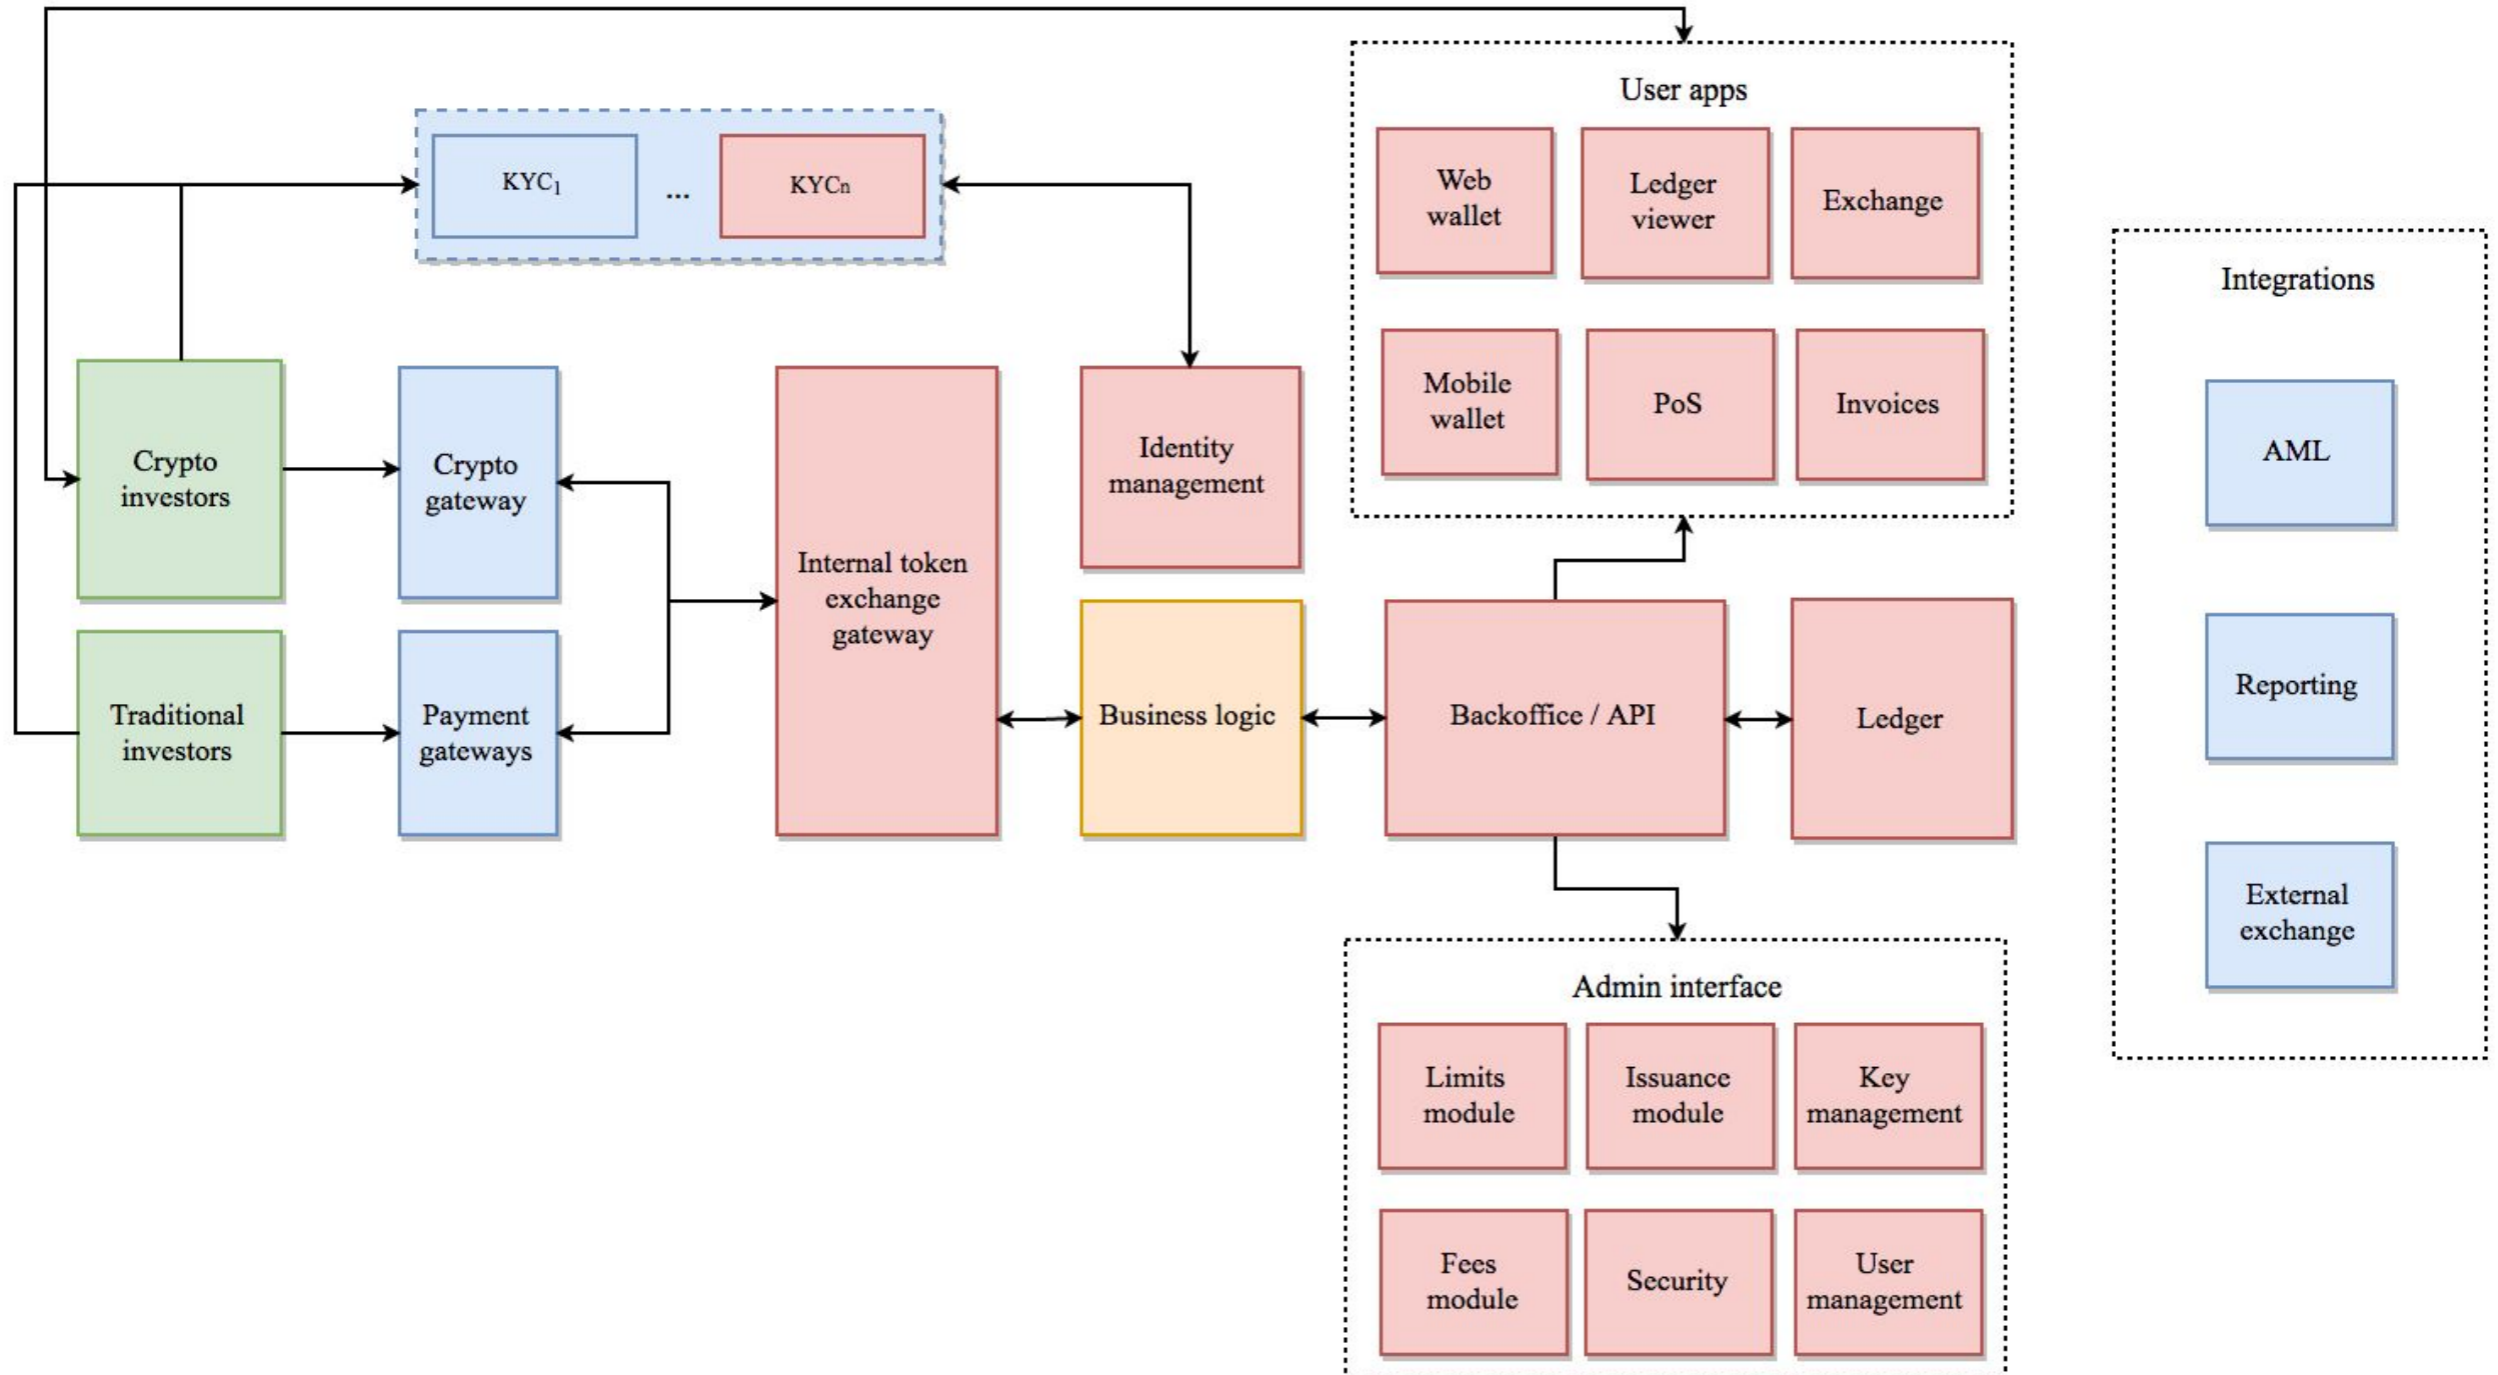 User apps
KYC1
...
KYCn
Web
wallet
Ledger
viewer
Exchange
Mobile
wallet
PoS
Invoices
Integrations
AML
Reporting
External
exchange
Crypto
investors
Crypto
gateway
Internal token
exchange
gateway
Identity
management
Traditional
investors
Payment
gateways
Business logic
Backoffice / API
Ledger
Admin interface
Limits
module
Issuance
module
Key
management
Fees
module
Security
User
management